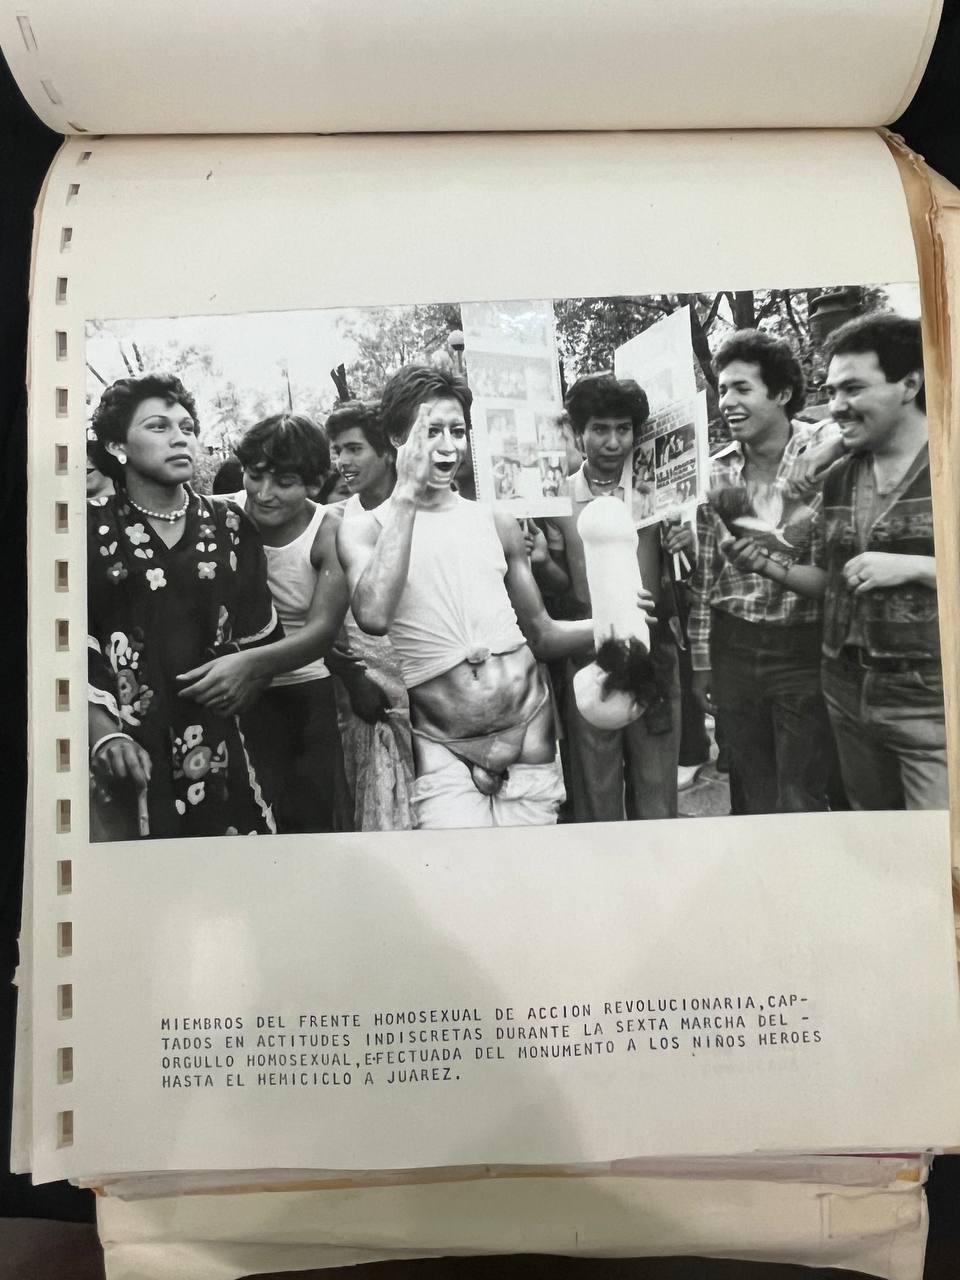 MIEMBROS DEL FRENTE HOMOSEXUAL DE ACCION REVOLUCIONARIA,CAP-
TADOS EN ACTITUDES INDISCRETAS DURANTE LA SEXTA MARCHA DEL -
ORGULLO HOMOSEXUAL,EFECTUADA DEL MONUMENTO A LOS NIÑOS HEROES
HASTA EL HEMICICLO A JUAREZ.